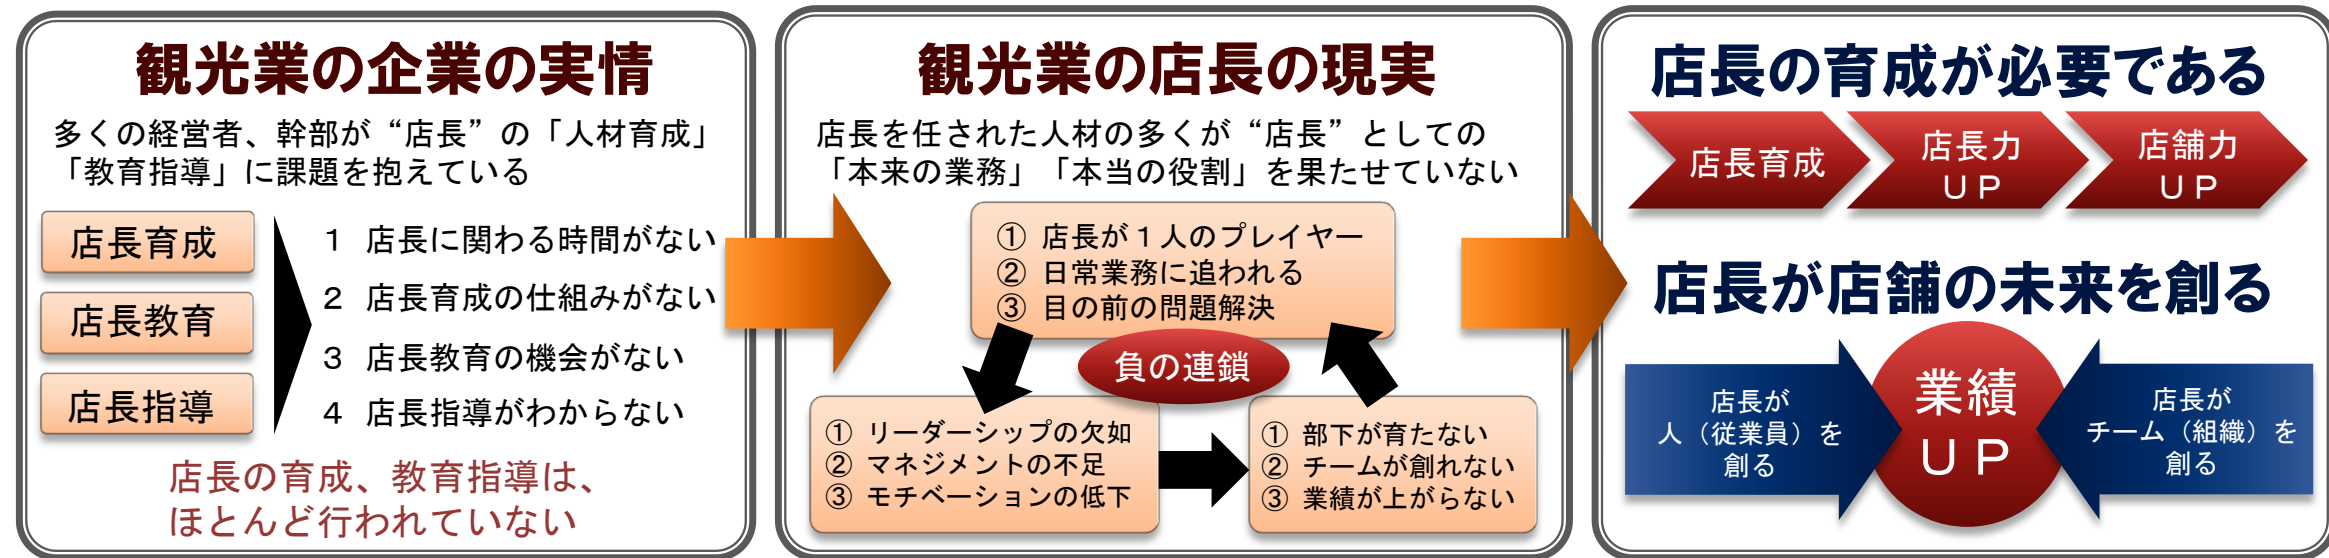 観光業の企業の実情
多くの経営者、幹部が“店長”の「人材育成」
「教育指導」に課題を抱えている
店長育成
店長教育
店長指導
１ 店長に関わる時間がない
２ 店長育成の仕組みがない
３ 店長教育の機会がない
４ 店長指導がわからない
店長の育成、教育指導は、
ほとんど行われていない
観光業の店長の現実
店長を任された人材の多くが“店長”としての
「本来の業務」「本当の役割」を果たせていない
① 店長が１人のプレイヤー
② 日常業務に追われる
③ 目の前の問題解決
負の連鎖
① リーダーシップの欠如
② マネジメントの不足
③ モチベーションの低下
① 部下が育たない
② チームが創れない
③ 業績が上がらない
店長の育成が必要である
店長育成
店長力
ＵＰ
店舗力
ＵＰ
店長が店舗の未来を創る
店長が
人（従業員）を
創る
業績
ＵＰ
店長が
チーム（組織）を
創る